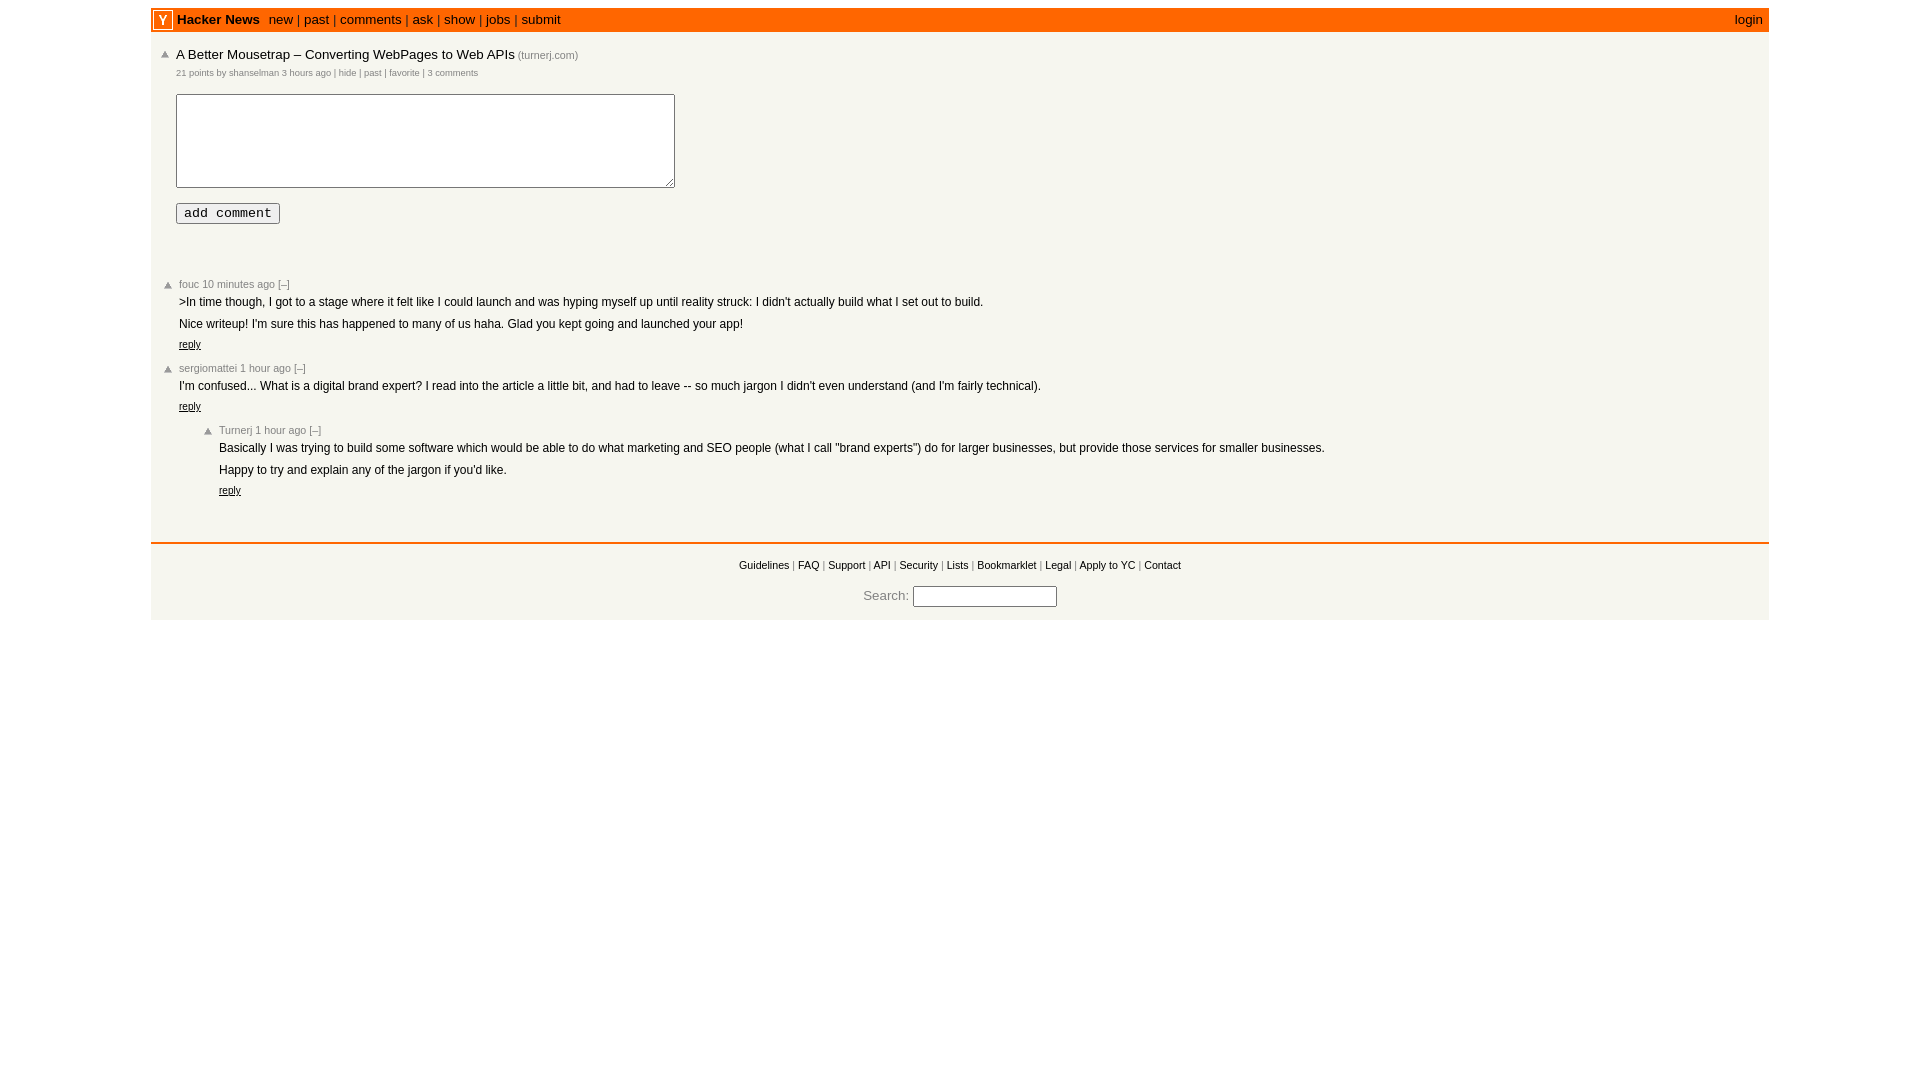 Y Hacker News new | past | comments | ask | show | jobs | submit login
A Better Mousetrap – Converting WebPages to Web APIs (turnerj.com)
21 points by shanselman 3 hours ago | hide | past | favorite | 3 comments
add comment
fouc 10 minutes ago [–]
>In time though, I got to a stage where it felt like I could launch and was hyping myself up until reality struck: I didn't actually build what I set out to build.
Nice writeup! I'm sure this has happened to many of us haha. Glad you kept going and launched your app!
reply
sergiomattei 1 hour ago [–]
I'm confused... What is a digital brand expert? I read into the article a little bit, and had to leave -- so much jargon I didn't even understand (and I'm fairly technical).
reply
Turnerj 1 hour ago [–]
Basically I was trying to build some software which would be able to do what marketing and SEO people (what I call "brand experts") do for larger businesses, but provide those services for smaller businesses.
Happy to try and explain any of the jargon if you'd like.
reply
Guidelines | FAQ | Support | API | Security | Lists | Bookmarklet | Legal | Apply to YC | Contact
Search: